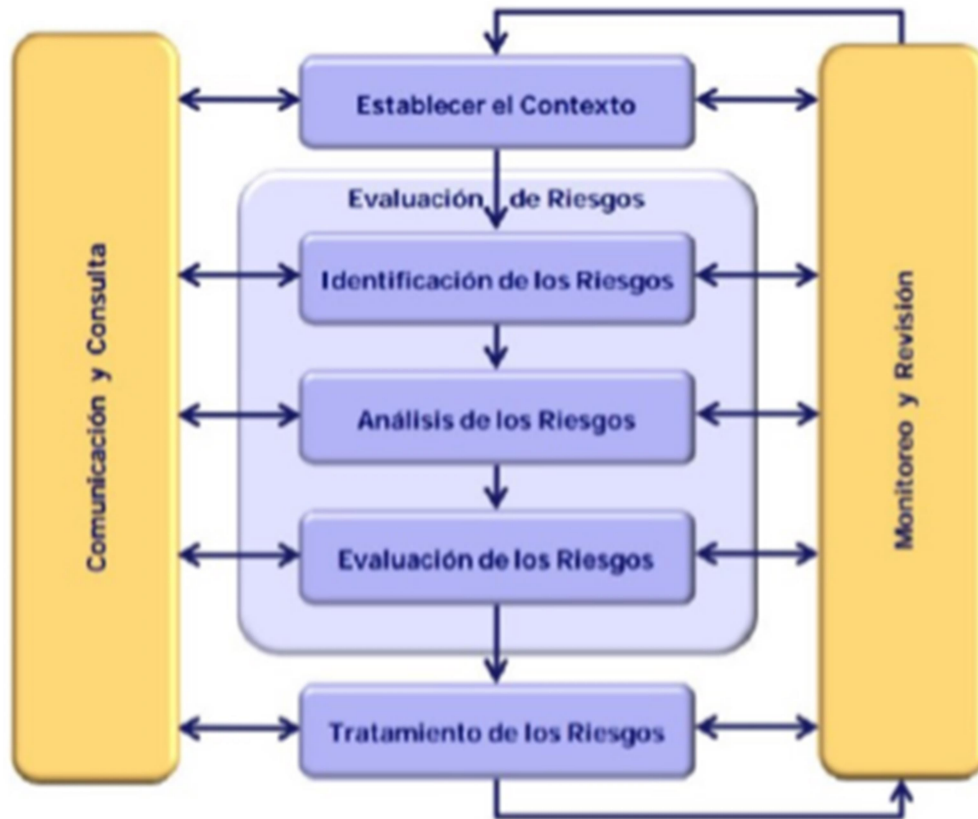 Establecer el Contexto
Evaluación de Riesgos
Identificación de los Riesgos
Análisis de los Riesgos
Evaluación de los Riesgos
Tratamiento de los Riesgos
Comunicación y Consulta
Monitoreo y Revisión